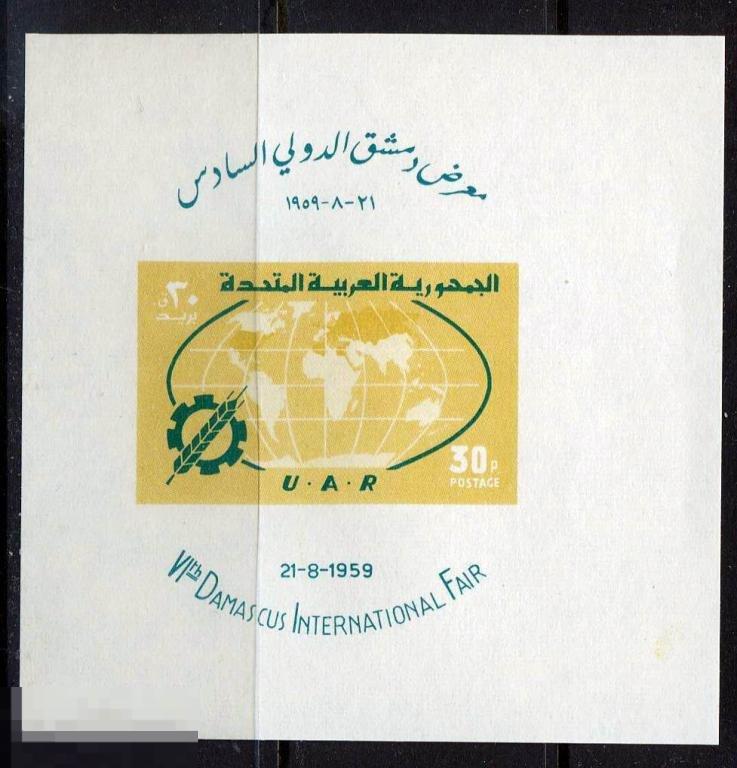 معرض دمشق الدولي السادس
٢١-٨-١٩٥٩
الجمهورية العربية المتحدة
٣٠ ق.
بريد
30 P
POSTAGE
U·A·R
21-8-1959
VIth DAMASCUS INTERNATIONAL FAIR